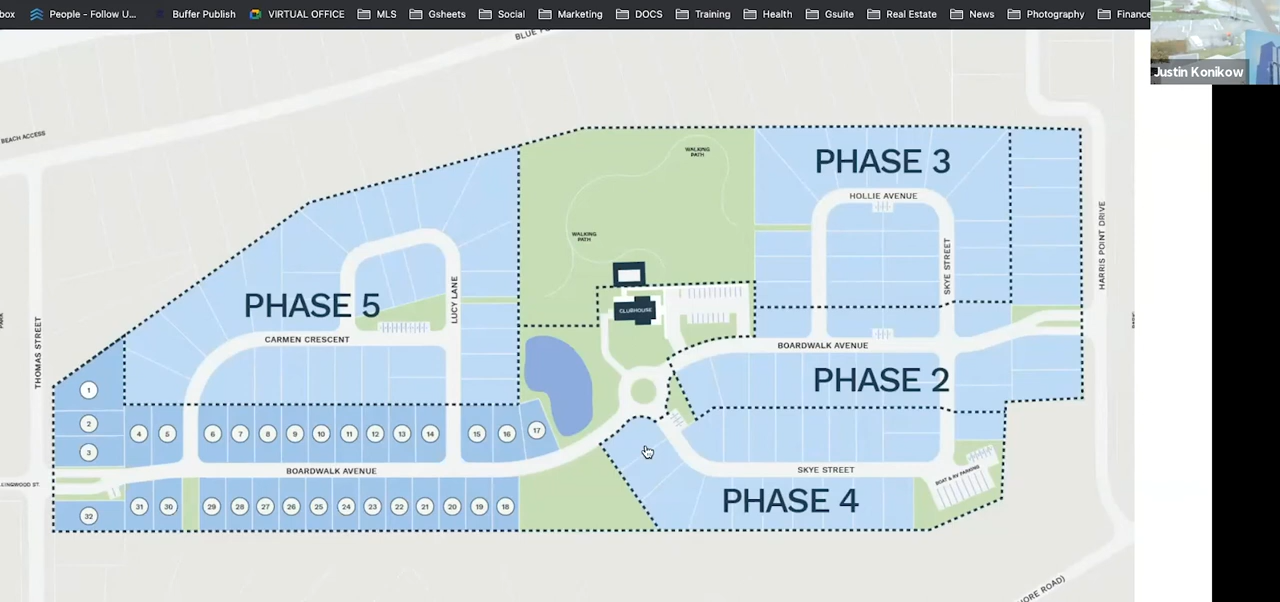 box
People - Follow U...
Buffer Publish
VIRTUAL OFFICE
MLS
Gsheets
Social
Marketing
DOCS
Training
Health
Gsuite
Real Estate
News
Photography
Finance
Justin Konikow
BEACH ACCESS
WALKING
PATH
PHASE 3
HOLLIE AVENUE
WALKING
PATH
SKYE STREET
HARRIS POINT DRIVE
PHASE 5
LUCY LANE
CLUBHOUSE
THOMAS STREET
CARMEN CRESCENT
BOARDWALK AVENUE
PHASE 2
1
2
3
4
5
6
7
8
9
10
11
12
13
14
15
16
17
BOARDWALK AVENUE
SKYE STREET
BOAT & RV PARKING
PHASE 4
32
31
30
29
28
27
26
25
24
23
22
21
20
19
18